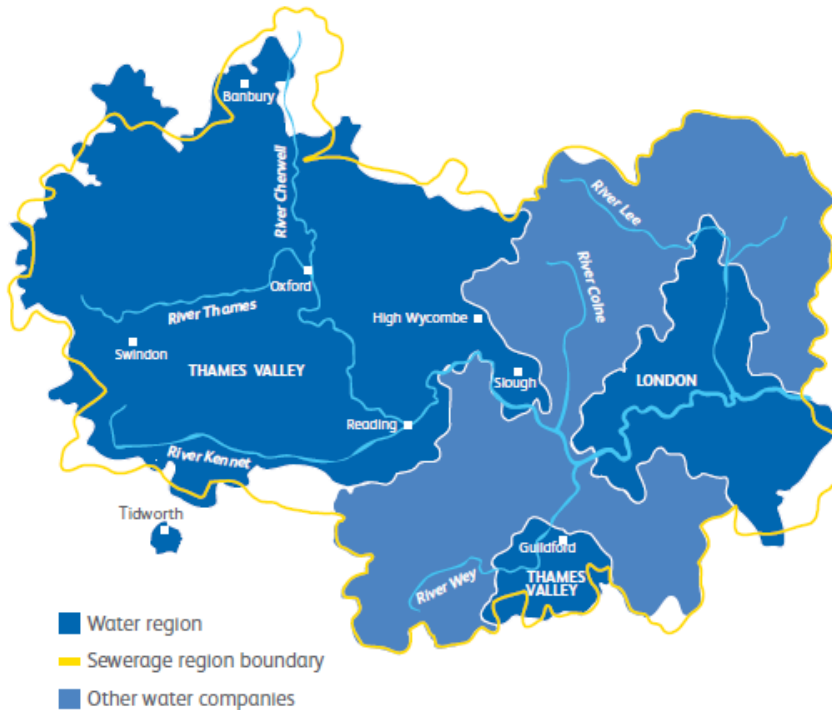 Banbury
River Cherwell
River Lee
River Colne
Oxford
River Thames
High Wycombe
Swindon
THAMES VALLEY
Slough
LONDON
Reading
River Kennet
Tidworth
Guildford
THAMES
VALLEY
River Wey
Water region
Sewerage region boundary
Other water companies